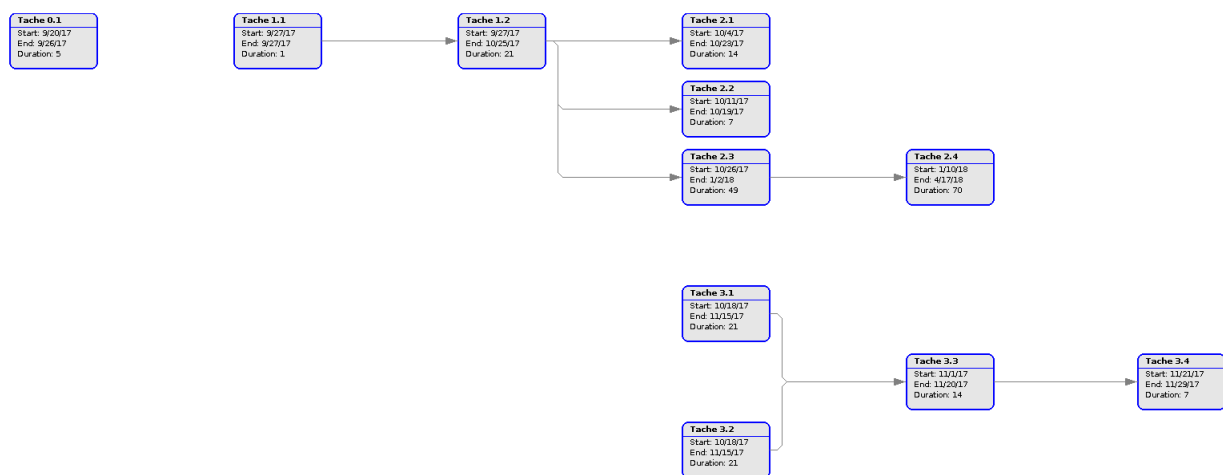 Tache 0.1
Start: 9/20/17
End: 9/26/17
Duration: 5
Tache 1.1
Start: 9/27/17
End: 9/27/17
Duration: 1
Tache 1.2
Start: 9/27/17
End: 10/25/17
Duration: 21
Tache 2.1
Start: 10/4/17
End: 10/23/17
Duration: 14
Tache 2.2
Start: 10/11/17
End: 10/19/17
Duration: 7
Tache 2.3
Start: 10/26/17
End: 1/2/18
Duration: 49
Tache 2.4
Start: 1/10/18
End: 4/17/18
Duration: 70
Tache 3.1
Start: 10/18/17
End: 11/15/17
Duration: 21
Tache 3.3
Start: 11/1/17
End: 11/20/17
Duration: 14
Tache 3.4
Start: 11/21/17
End: 11/29/17
Duration: 7
Tache 3.2
Start: 10/18/17
End: 11/15/17
Duration: 21